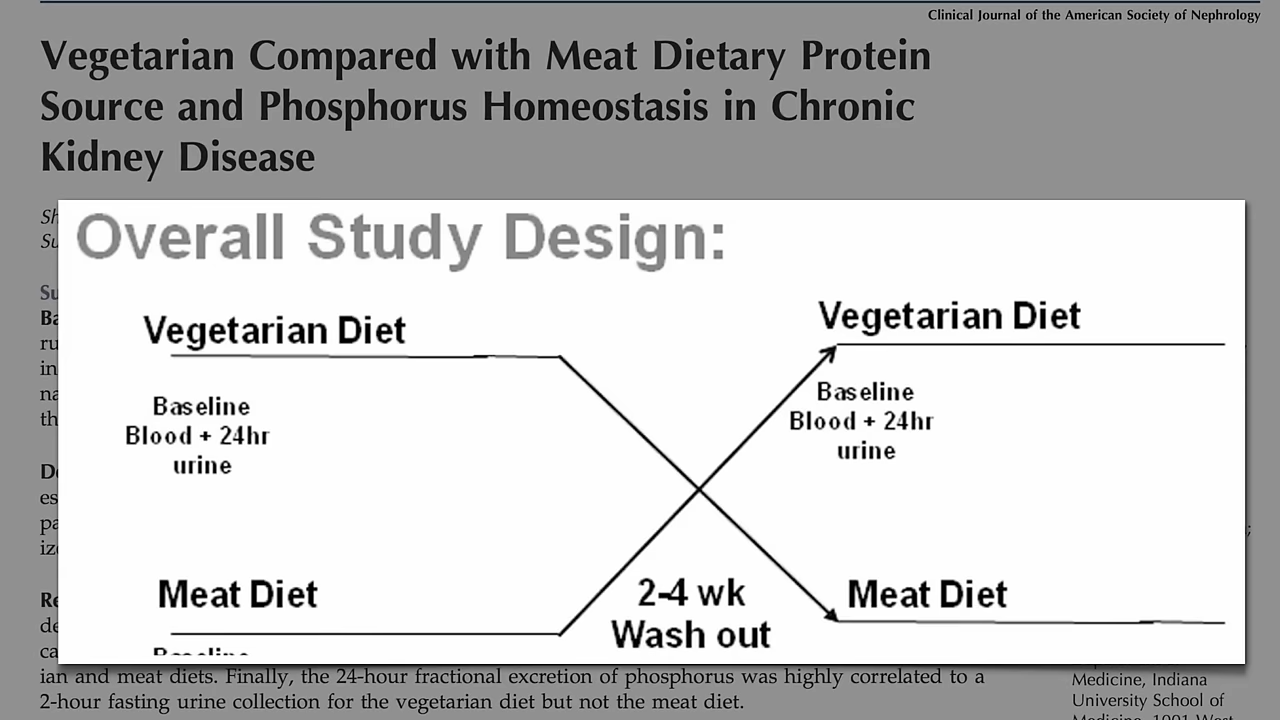 Clinical Journal of the American Society of Nephrology
Vegetarian Compared with Meat Dietary Protein
Source and Phosphorus Homeostasis in Chronic
Kidney Disease
Overall Study Design:
Vegetarian Diet
Baseline
Blood + 24hr
urine
Meat Diet
2-4 wk
Wash out
Vegetarian Diet
Baseline
Blood + 24hr
urine
Meat Diet
ian and meat diets. Finally, the 24-hour fractional excretion of phosphorus was highly correlated to a
2-hour fasting urine collection for the vegetarian diet but not the meat diet.
Medicine, Indiana
University School of